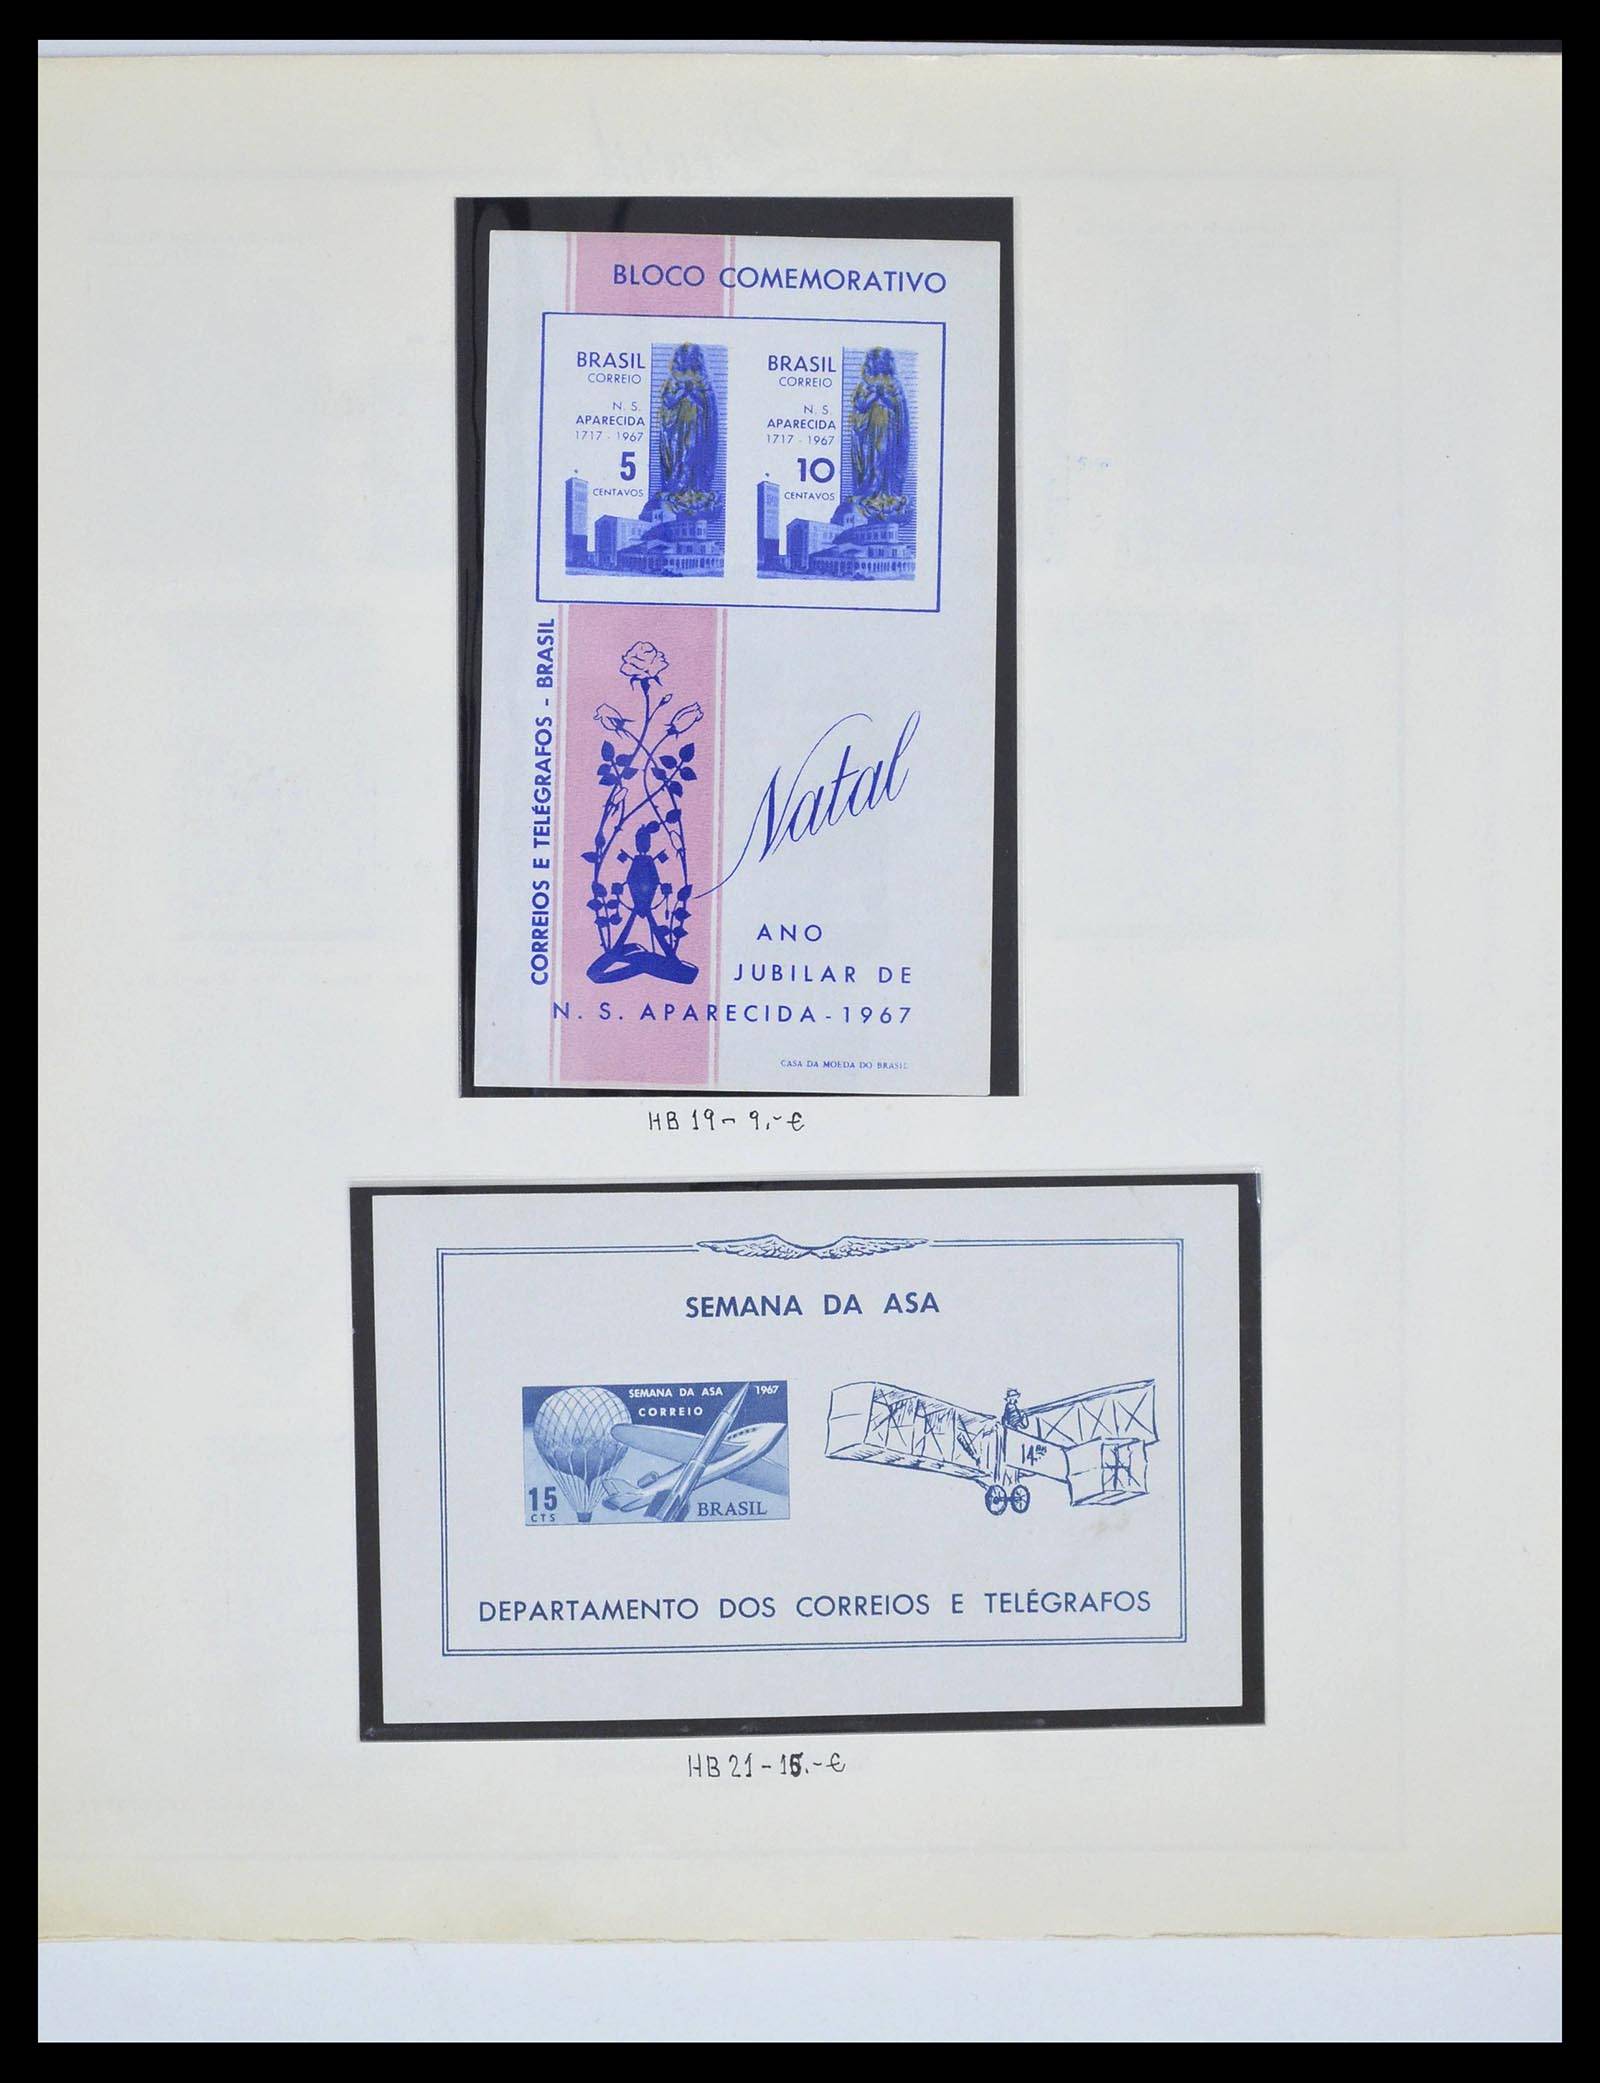 BLOCO COMEMORATIVO
BRASIL
CORREIO
N. S.
APARECIDA
1717 - 1967
5
CENTAVOS
BRASIL
CORREIO
N. S.
APARECIDA
1717 - 1967
10
CENTAVOS
CORREIOS E TELÉGRAFOS - BRASIL
Natal
ANO
JUBILAR DE
N. S. APARECIDA - 1967
CASA DA MOEDA DO BRASIL
HB 19 - 9,- €
SEMANA DA ASA
SEMANA DA ASA 1967
CORREIO
15
CTS
BRASIL
14
DEPARTAMENTO DOS CORREIOS E TELÉGRAFOS
HB 21 - 15.- €